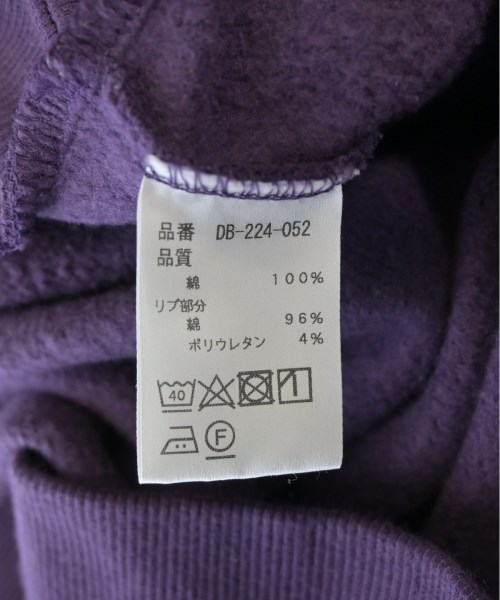 品番 DB-224-052
品質
綿 100%
リブ部分
綿 96%
ポリウレタン 4%
40
F